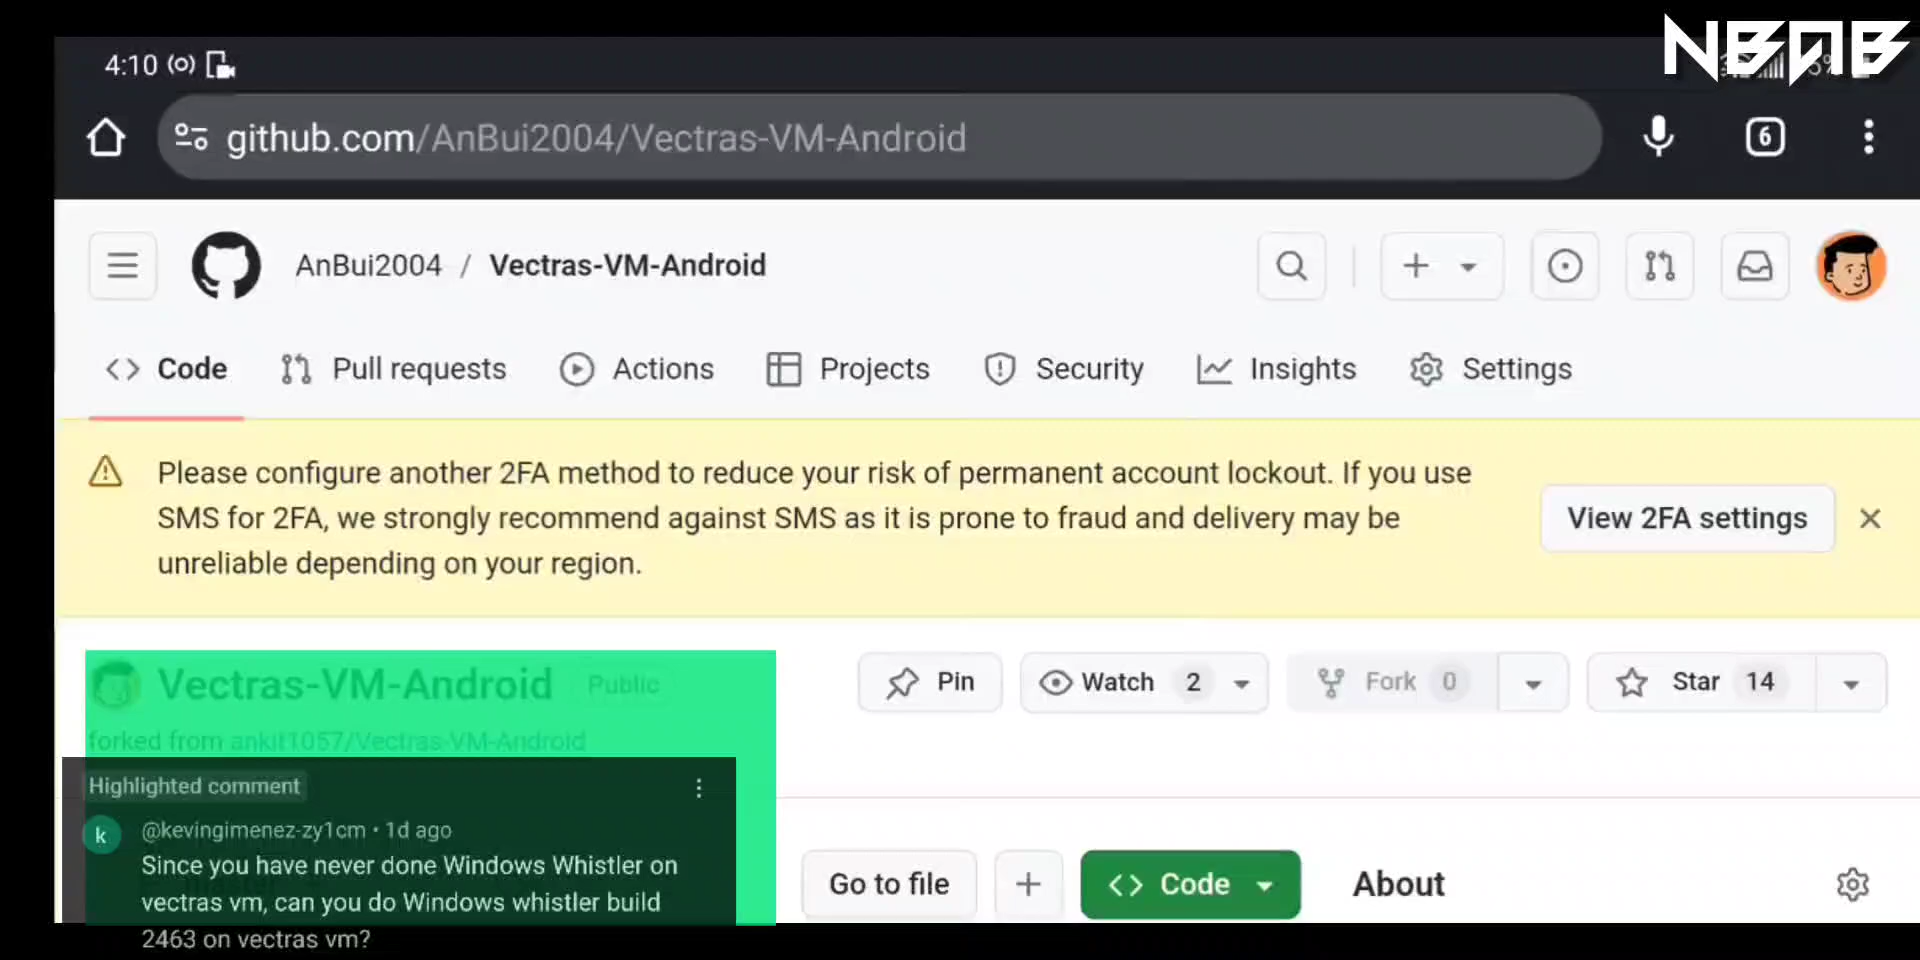 NBAB
4:10
github.com/AnBui2004/Vectras-VM-Android
6
AnBui2004 / Vectras-VM-Android
Code Pull requests Actions Projects Security Insights Settings
Please configure another 2FA method to reduce your risk of permanent account lockout. If you use
SMS for 2FA, we strongly recommend against SMS as it is prone to fraud and delivery may be
unreliable depending on your region.
View 2FA settings
Vectras-VM-Android Public
Pin Watch 2 Fork 0 Star 14
forked from ankit1057/Vectras-VM-Android
Highlighted comment
k
@kevingimenez-zy1cm • 1d ago
Since you have never done Windows Whistler on
vectras vm, can you do Windows whistler build
2463 on vectras vm?
Go to file
Code
About